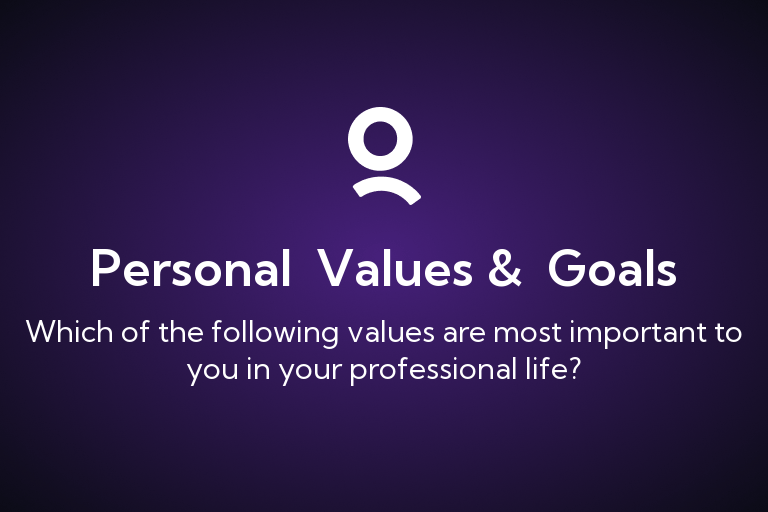 Personal Values & Goals
Which of the following values are most important to
you in your professional life?